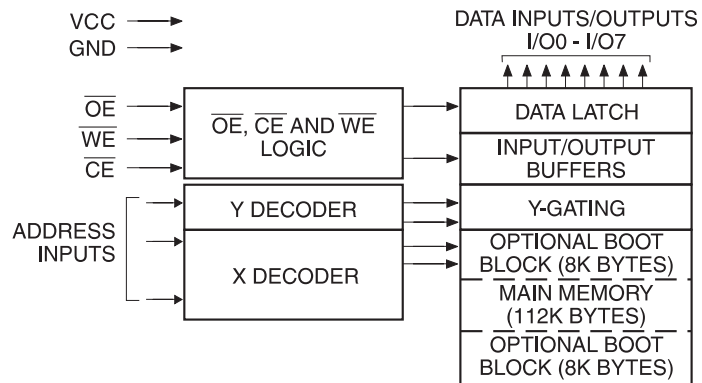 VCC
GND
OE
WE
CE
ADDRESS
INPUTS
OE, CE AND WE
LOGIC
Y DECODER
X DECODER
DATA INPUTS/OUTPUTS
I/O0 - I/O7
DATA LATCH
INPUT/OUTPUT
BUFFERS
Y-GATING
OPTIONAL BOOT
BLOCK (8K BYTES)
MAIN MEMORY
(112K BYTES)
OPTIONAL BOOT
BLOCK (8K BYTES)